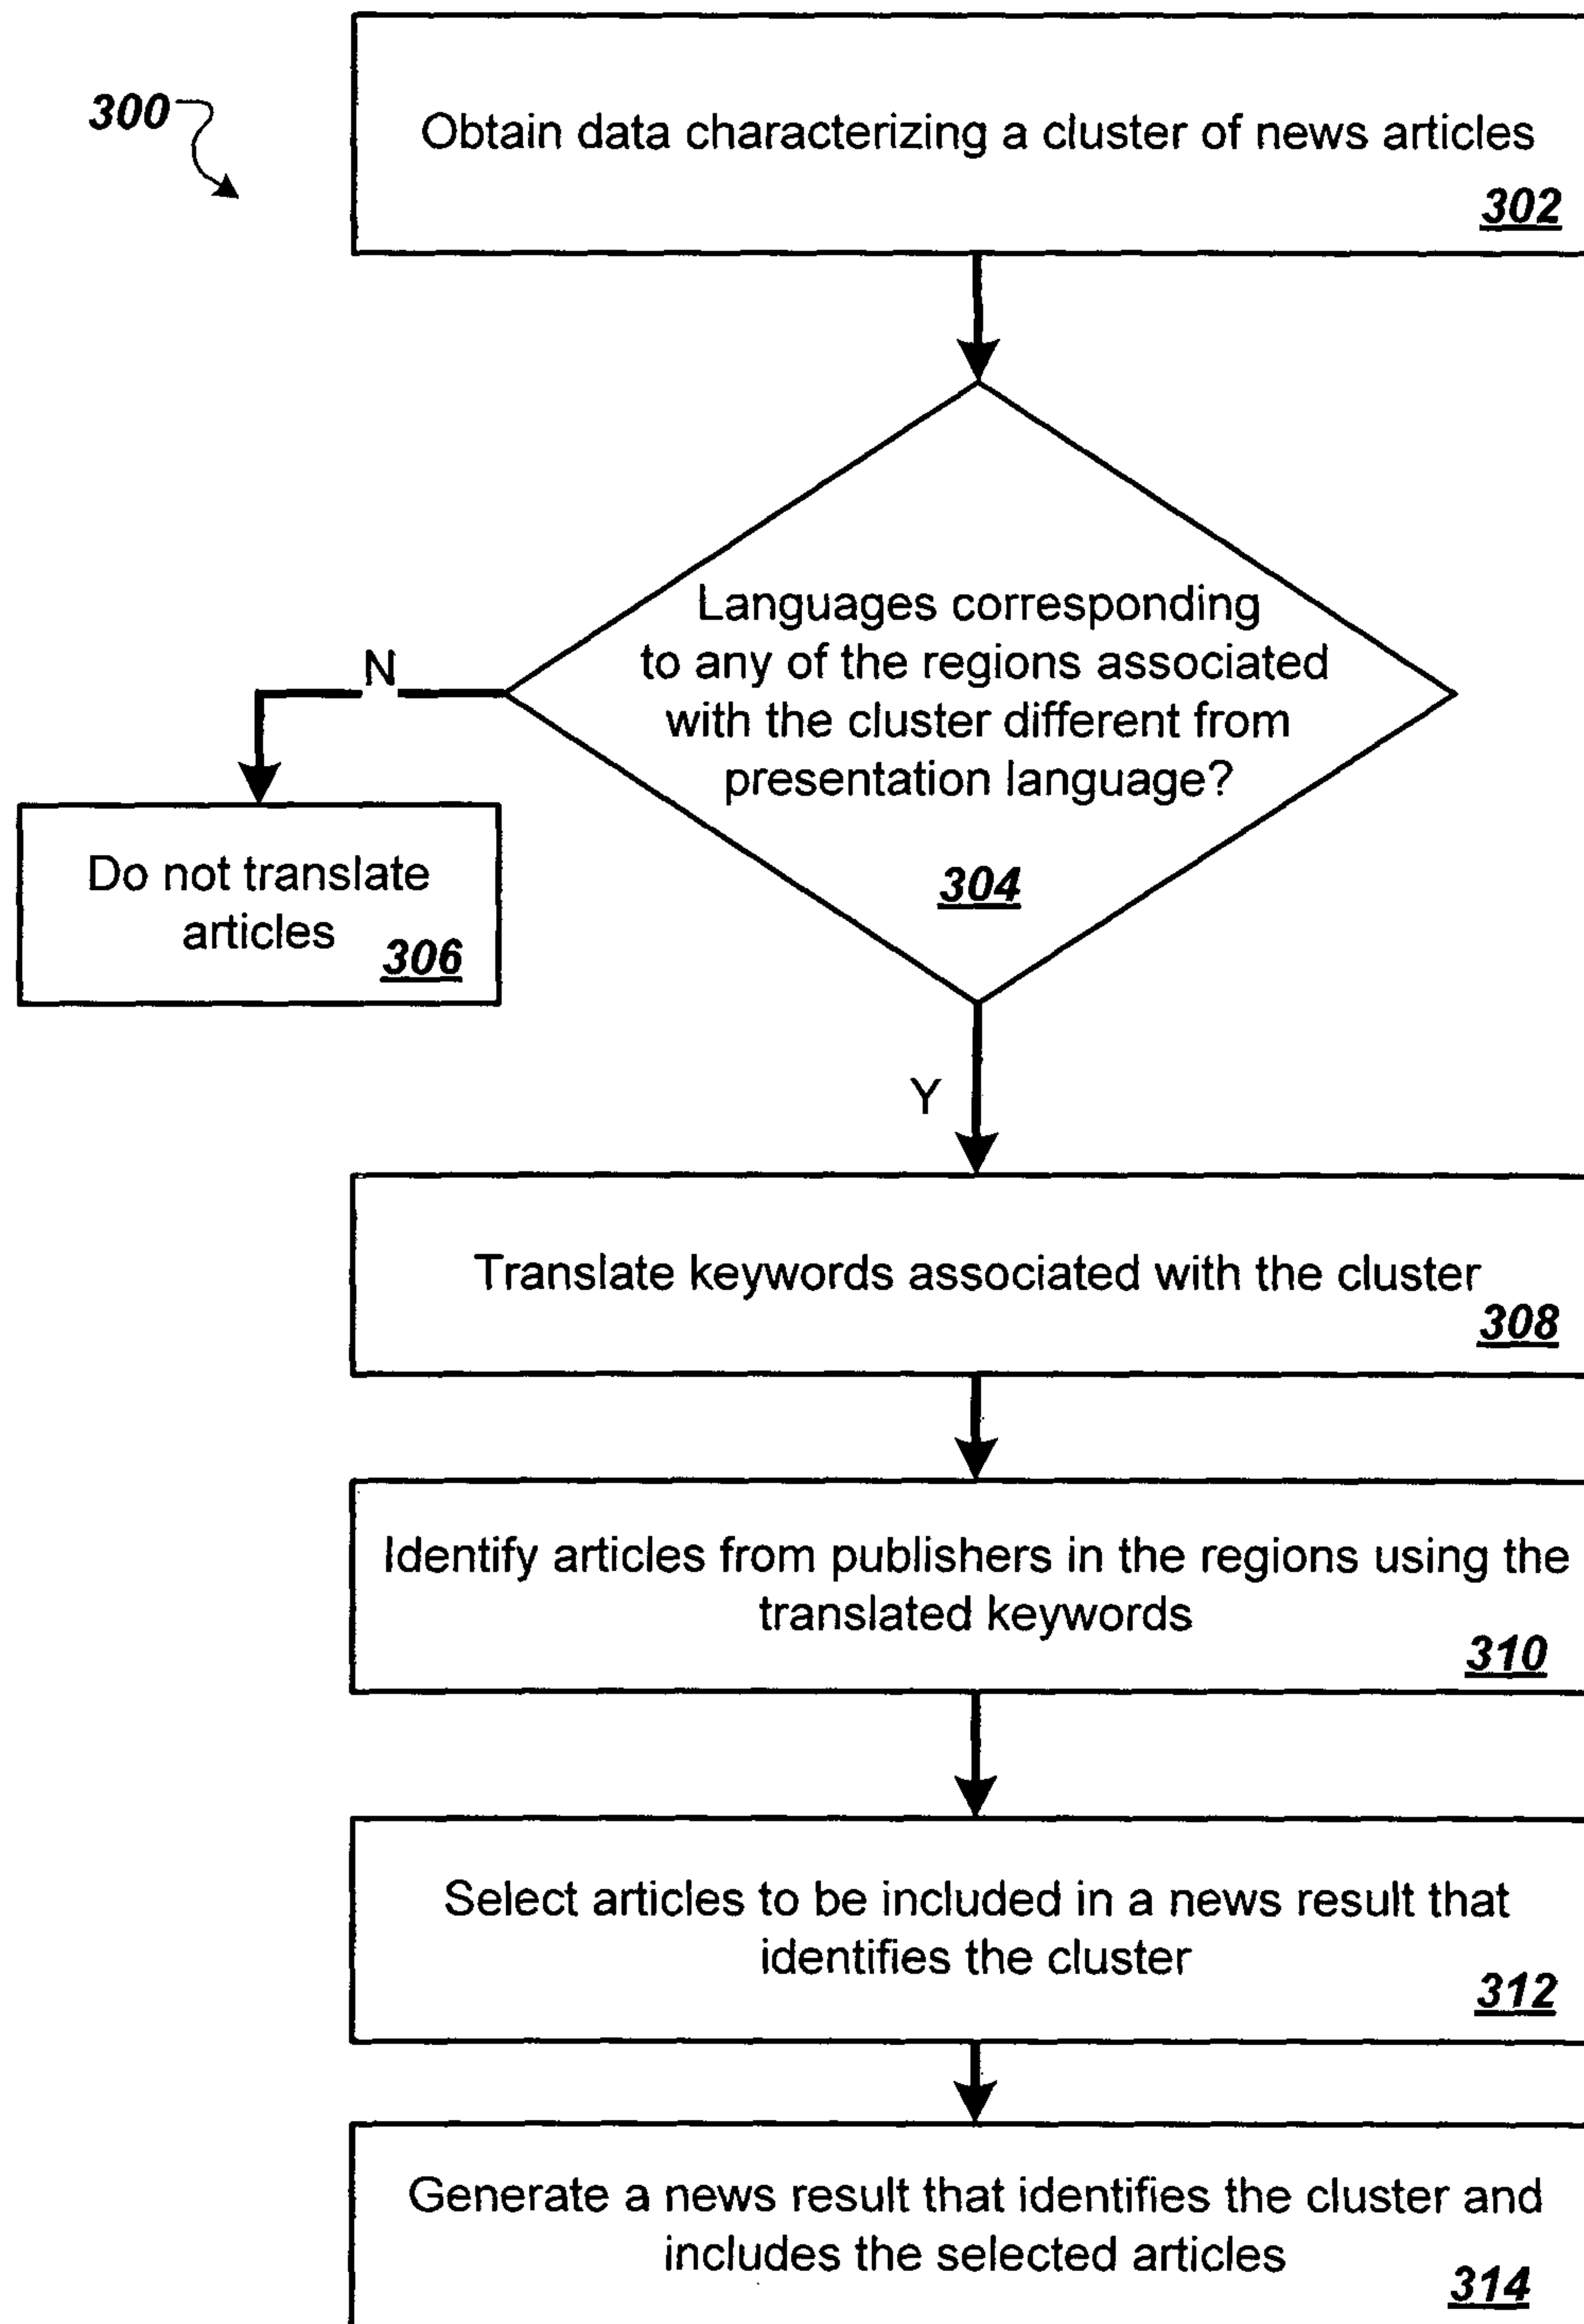 300
Obtain data characterizing a cluster of news articles
302
Languages corresponding
to any of the regions associated
with the cluster different from
presentation language?
304
N
Do not translate
articles
306
Y
Translate keywords associated with the cluster
308
Identify articles from publishers in the regions using the
translated keywords
310
Select articles to be included in a news result that
identifies the cluster
312
Generate a news result that identifies the cluster and
includes the selected articles
314